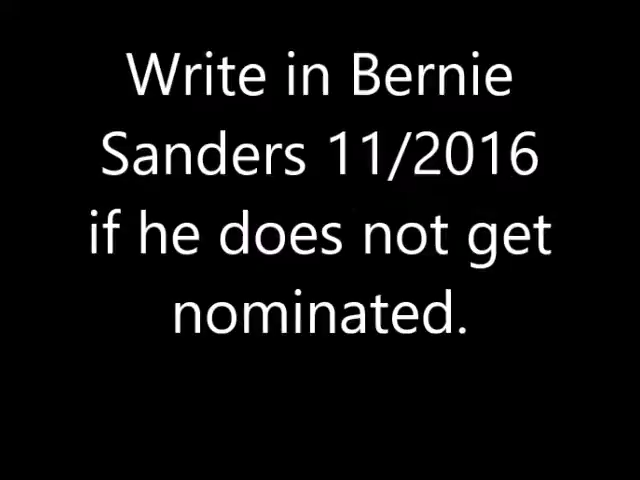 Write in Bernie
Sanders 11/2016
if he does not get
nominated.